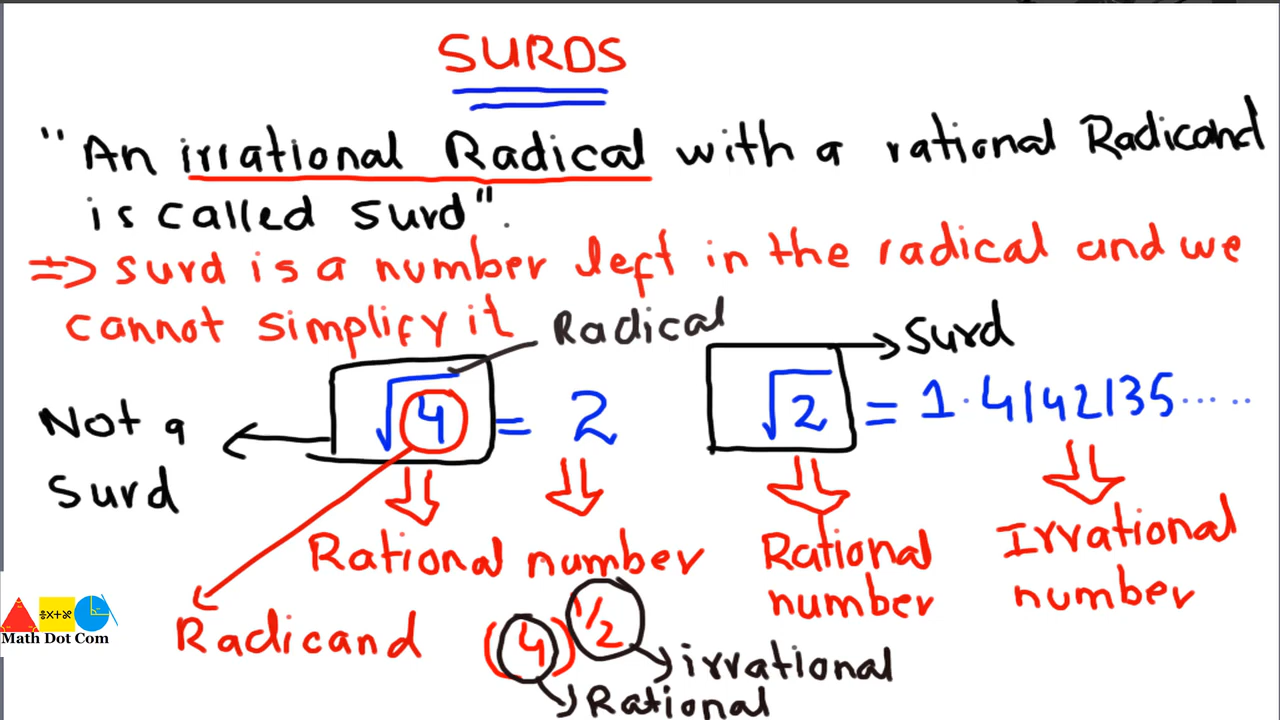 SURDS
"An irrational Radical with a rational Radicand
is called Surd".
⇒ surd is a number left in the radical and we
cannot simplify it
Radical
Surd
√4 = 2
√2 = 1.4142135......
Not a
Surd
Rational number
Rational
number
Irrational
number
Radicand
(4)^1/2
irrational
Rational
÷x+×
Math Dot Com